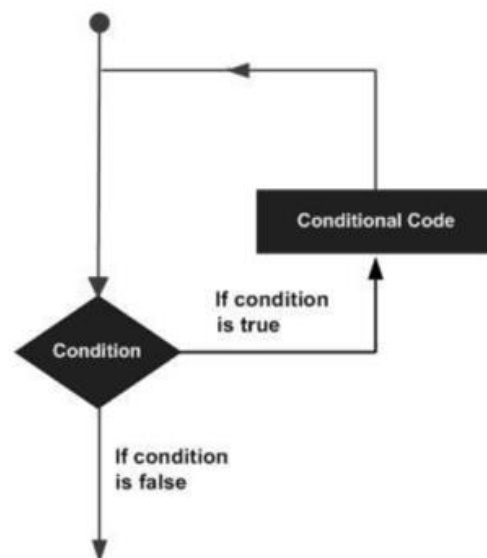 Conditional Code
If condition
is true
Condition
If condition
is false